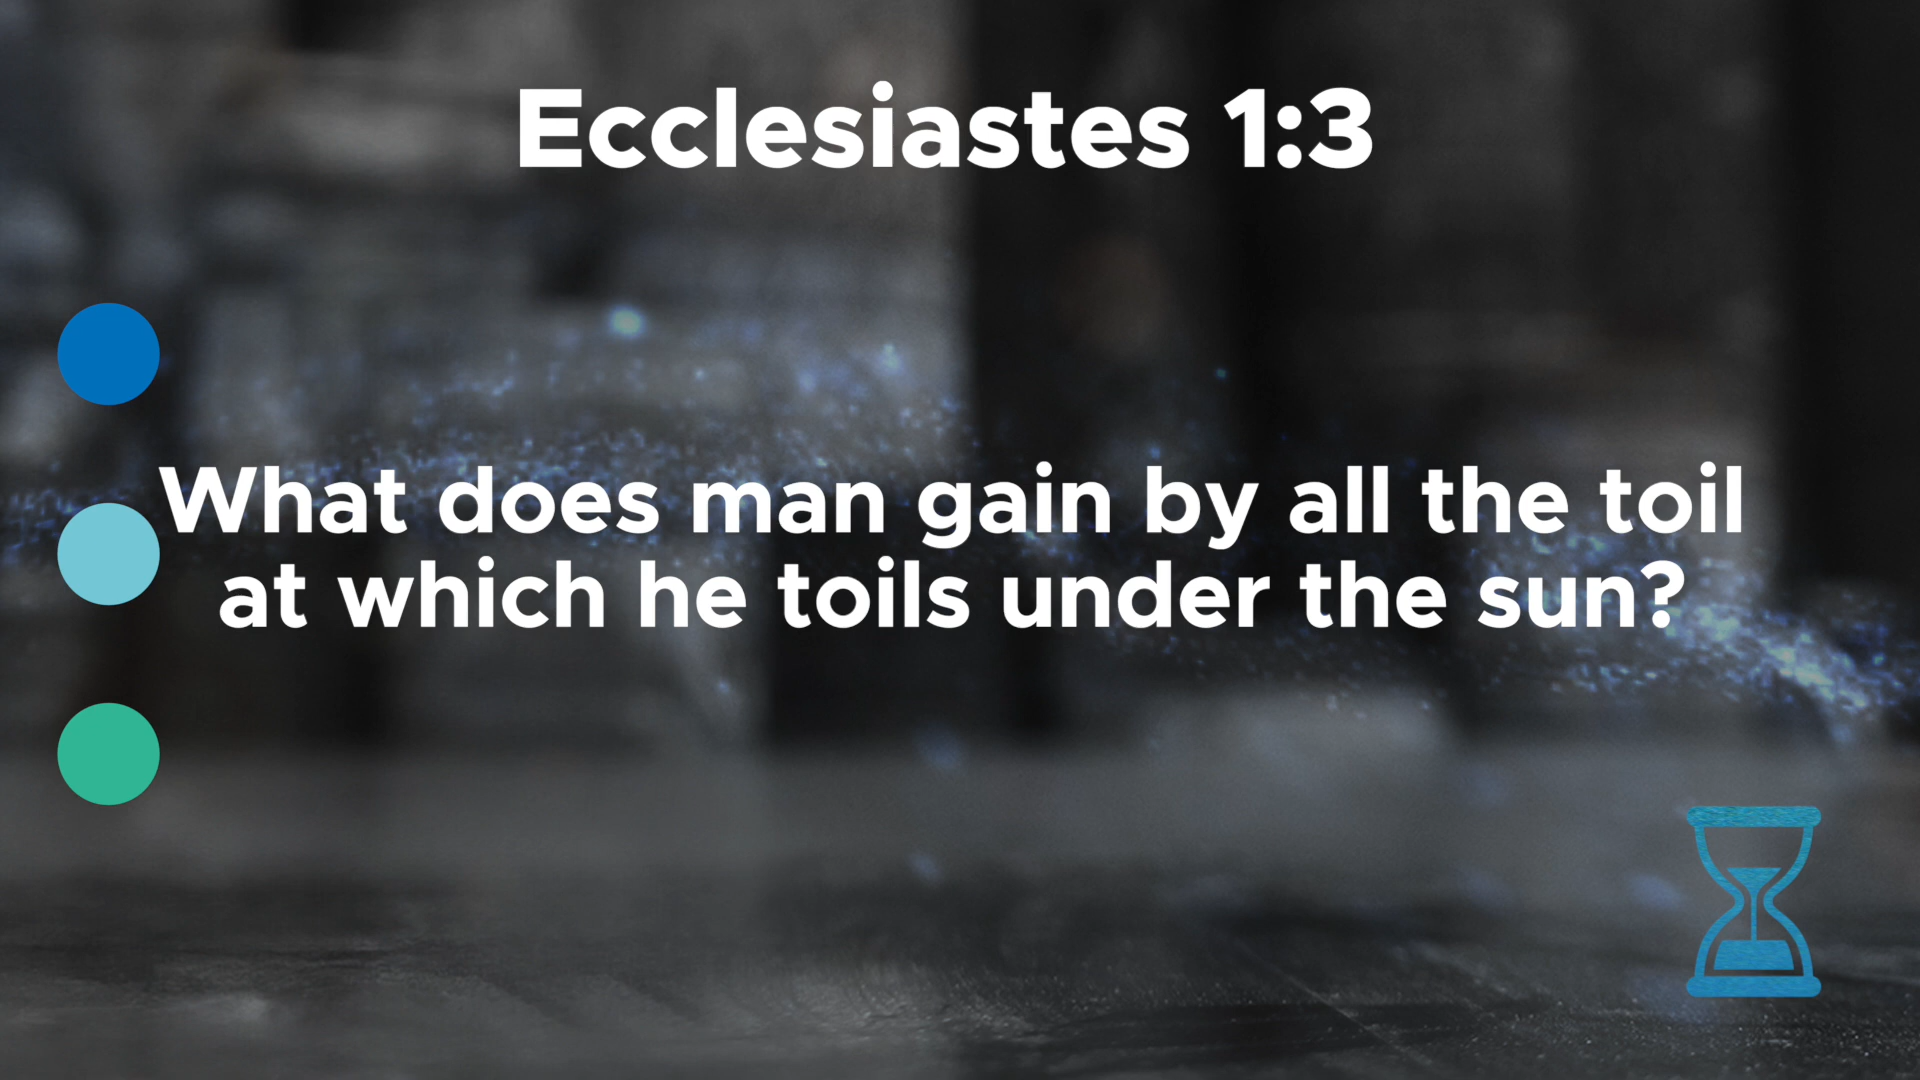 Ecclesiastes 1:3
What does man gain by all the toil
at which he toils under the sun?